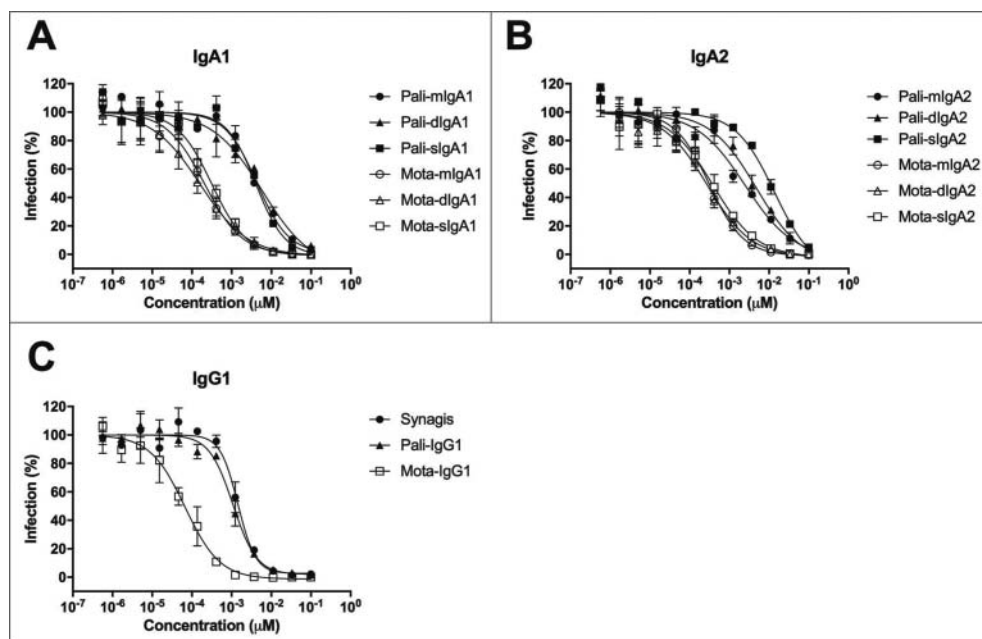 A
IgA1
120
100
80
60
40
20
0
Infection (%)
10-7 10-6 10-5 10-4 10-3 10-2 10-1 100
Concentration (μM)
Pali-mIgA1
Pali-dIgA1
Pali-sIgA1
Mota-mIgA1
Mota-dIgA1
Mota-sIgA1
B
IgA2
120
100
80
60
40
20
0
Infection (%)
10-7 10-6 10-5 10-4 10-3 10-2 10-1 100
Concentration (μM)
Pali-mIgA2
Pali-dIgA2
Pali-sIgA2
Mota-mIgA2
Mota-dIgA2
Mota-sIgA2
C
IgG1
120
100
80
60
40
20
0
Infection (%)
10-7 10-6 10-5 10-4 10-3 10-2 10-1 100
Concentration (μM)
Synagis
Pali-IgG1
Mota-IgG1